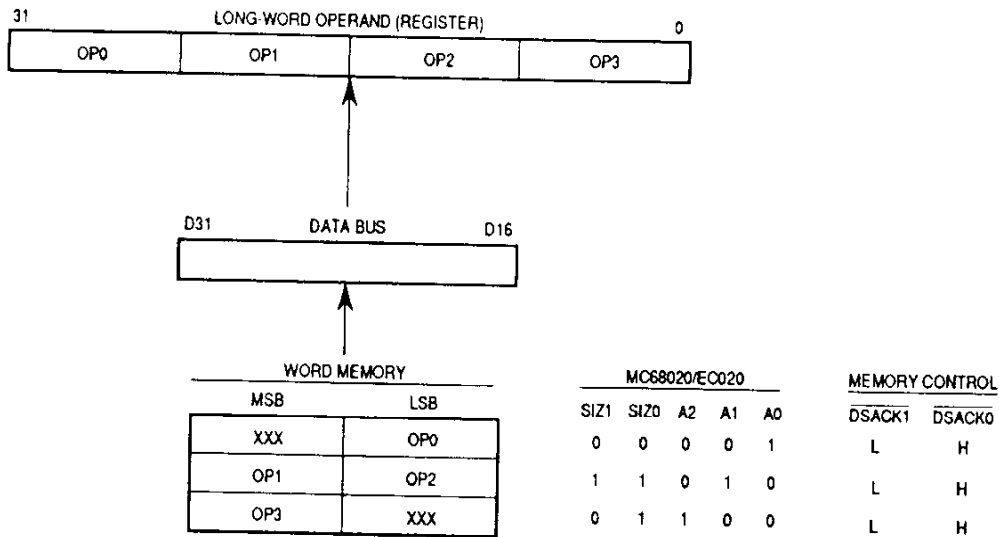 31 LONG-WORD OPERAND (REGISTER) 0
OP0 OP1 OP2 OP3
D31 DATA BUS D16
WORD MEMORY MC68020/EC020 MEMORY CONTROL
MSB LSB SIZ1 SIZ0 A2 A1 A0 DSACK1 DSACK0
XXX OP0 0 0 0 0 1 L H
OP1 OP2 1 1 0 1 0 L H
OP3 XXX 0 1 1 0 0 L H